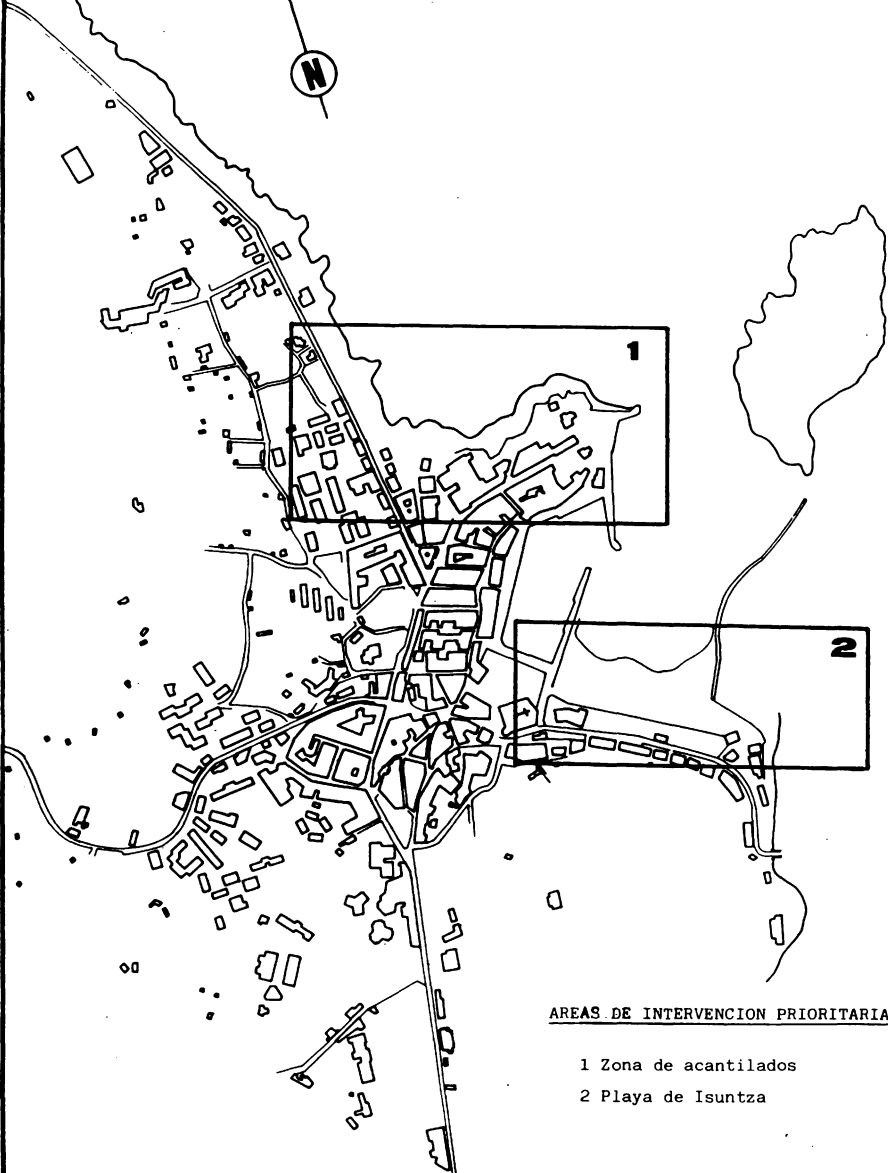 N
1
2
AREAS DE INTERVENCION PRIORITARIA
1 Zona de acantilados
2 Playa de Isuntza